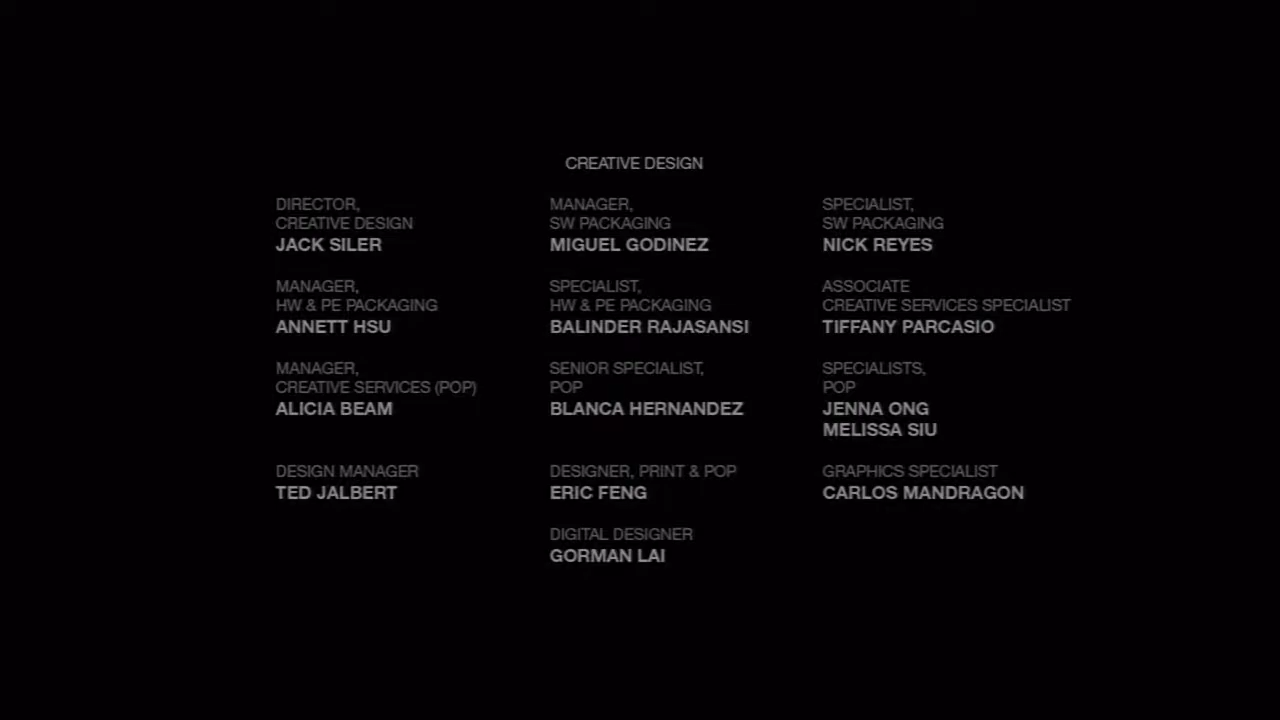 CREATIVE DESIGN
DIRECTOR,
CREATIVE DESIGN
JACK SILER
MANAGER,
SW PACKAGING
MIGUEL GODINEZ
SPECIALIST,
SW PACKAGING
NICK REYES
MANAGER,
HW & PE PACKAGING
ANNETT HSU
SPECIALIST,
HW & PE PACKAGING
BALINDER RAJASANSI
ASSOCIATE
CREATIVE SERVICES SPECIALIST
TIFFANY PARCASIO
MANAGER,
CREATIVE SERVICES (POP)
ALICIA BEAM
SENIOR SPECIALIST,
POP
BLANCA HERNANDEZ
SPECIALISTS,
POP
JENNA ONG
MELISSA SIU
DESIGN MANAGER
TED JALBERT
DESIGNER, PRINT & POP
ERIC FENG
GRAPHICS SPECIALIST
CARLOS MANDRAGON
DIGITAL DESIGNER
GORMAN LAI